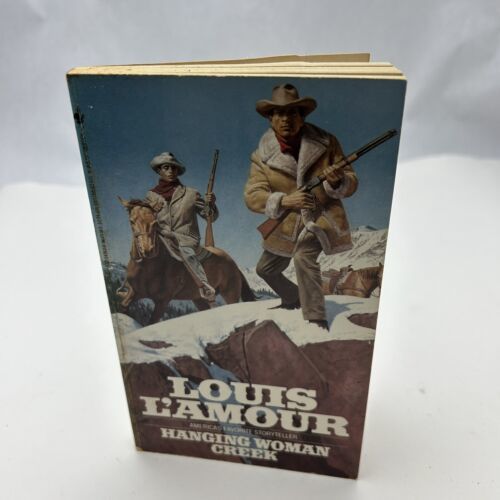 LOUIS
L'AMOUR
AMERICA'S FAVORITE STORYTELLER
HANGING WOMAN
CREEK